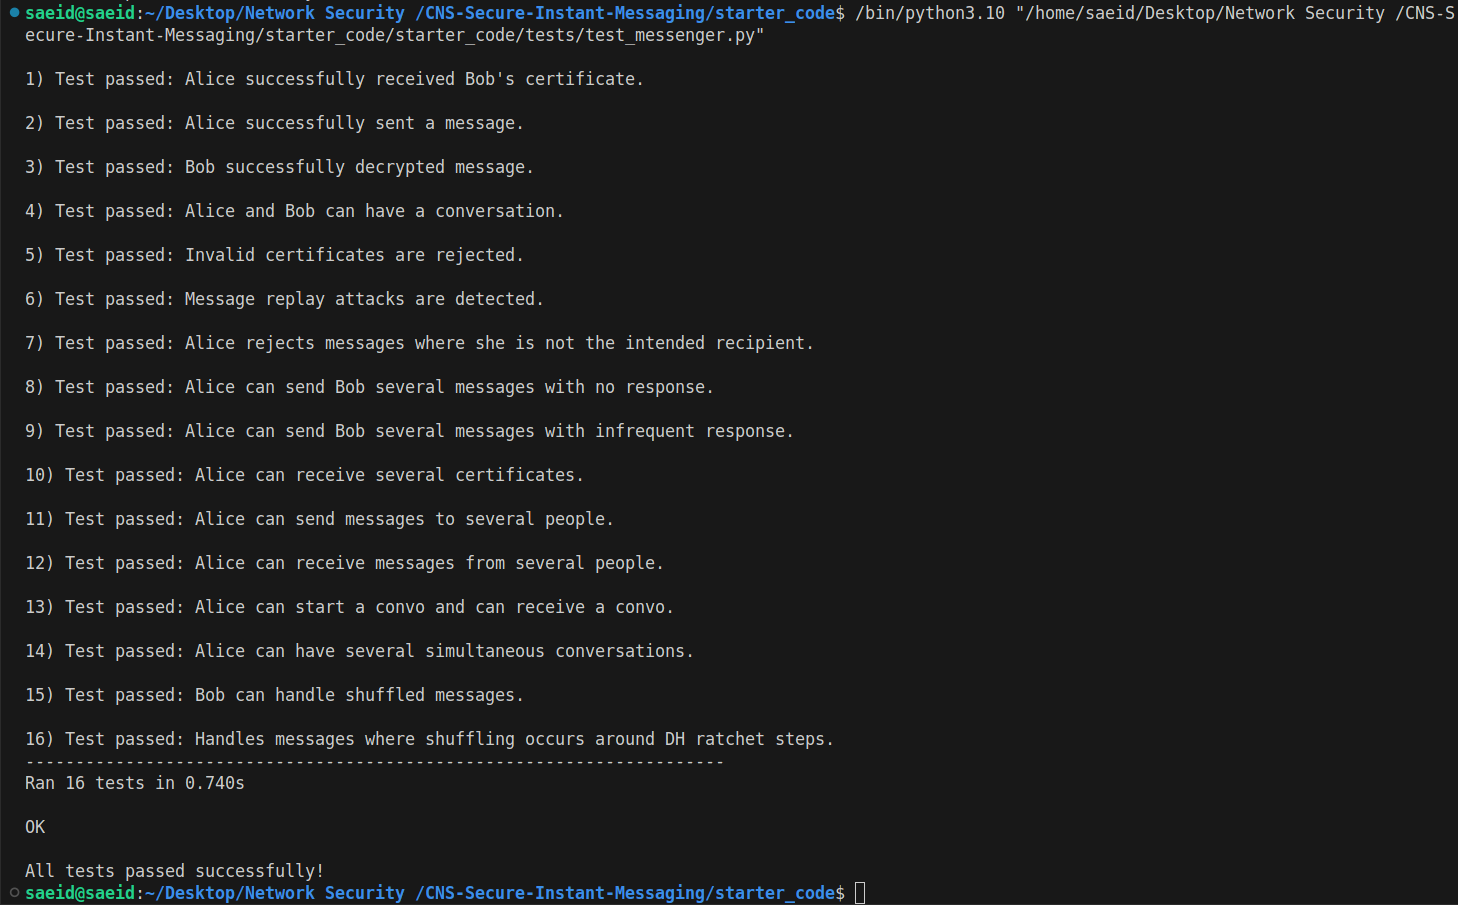 saeid@saeid:~/Desktop/Network Security /CNS-Secure-Instant-Messaging/starter_code$ /bin/python3.10 "/home/saeid/Desktop/Network Security /CNS-S
ecure-Instant-Messaging/starter_code/starter_code/tests/test_messenger.py"
1) Test passed: Alice successfully received Bob's certificate.
2) Test passed: Alice successfully sent a message.
3) Test passed: Bob successfully decrypted message.
4) Test passed: Alice and Bob can have a conversation.
5) Test passed: Invalid certificates are rejected.
6) Test passed: Message replay attacks are detected.
7) Test passed: Alice rejects messages where she is not the intended recipient.
8) Test passed: Alice can send Bob several messages with no response.
9) Test passed: Alice can send Bob several messages with infrequent response.
10) Test passed: Alice can receive several certificates.
11) Test passed: Alice can send messages to several people.
12) Test passed: Alice can receive messages from several people.
13) Test passed: Alice can start a convo and can receive a convo.
14) Test passed: Alice can have several simultaneous conversations.
15) Test passed: Bob can handle shuffled messages.
16) Test passed: Handles messages where shuffling occurs around DH ratchet steps.
----------------------------------------------------------------------
Ran 16 tests in 0.740s
OK
All tests passed successfully!
saeid@saeid:~/Desktop/Network Security /CNS-Secure-Instant-Messaging/starter_code$